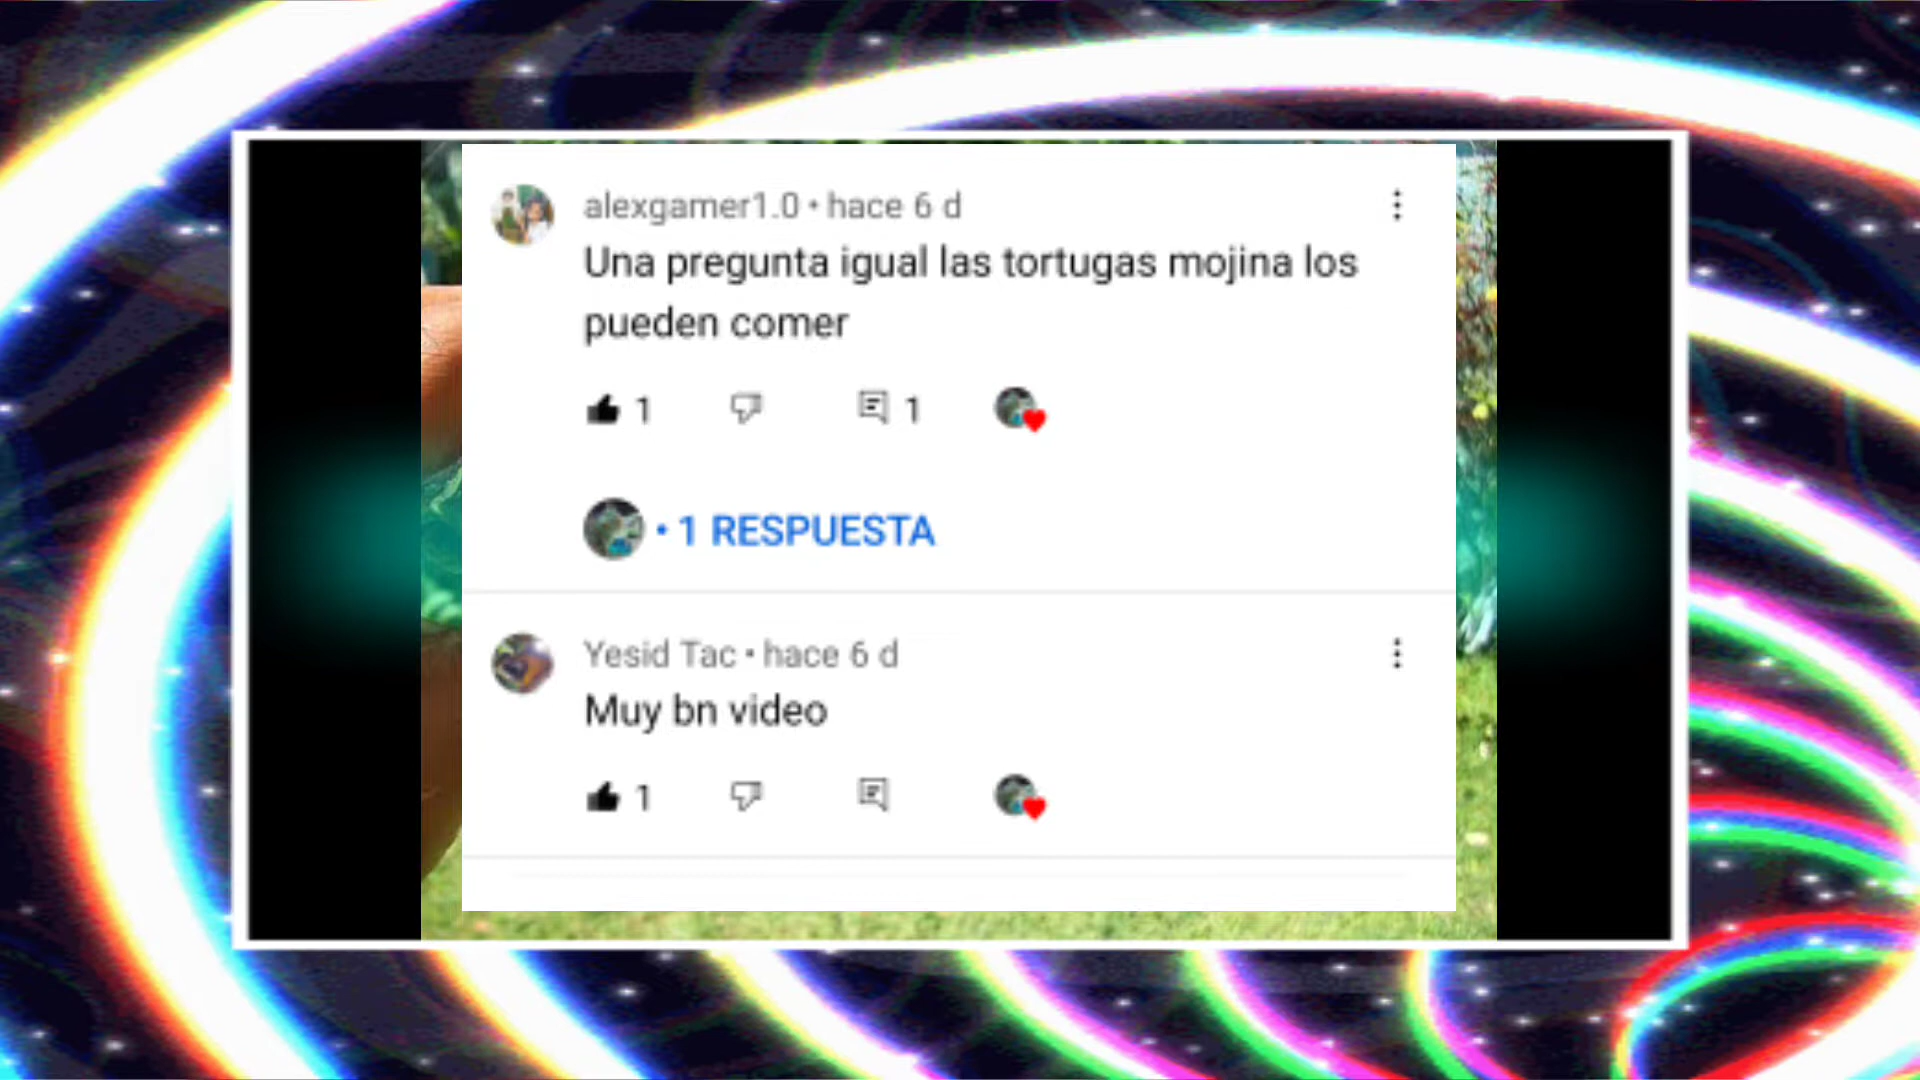 alexgamer1.0 • hace 6 d
Una pregunta igual las tortugas mojina los
pueden comer
1 1
• 1 RESPUESTA
Yesid Tac • hace 6 d
Muy bn video
1